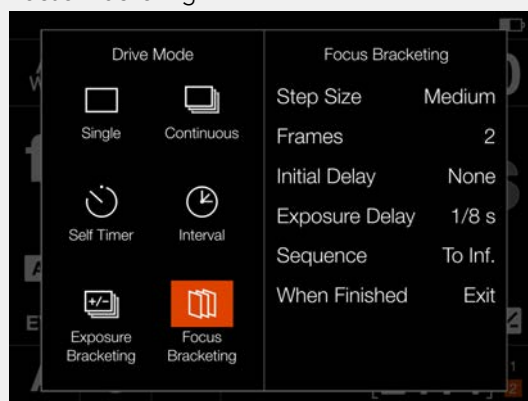 Drive Mode
Single
Continuous
Self Timer
Interval
+/-
Exposure
Bracketing
Focus
Bracketing
Focus Bracketing
Step Size Medium
Frames 2
Initial Delay None
Exposure Delay 1/8 s
Sequence To Inf.
When Finished Exit